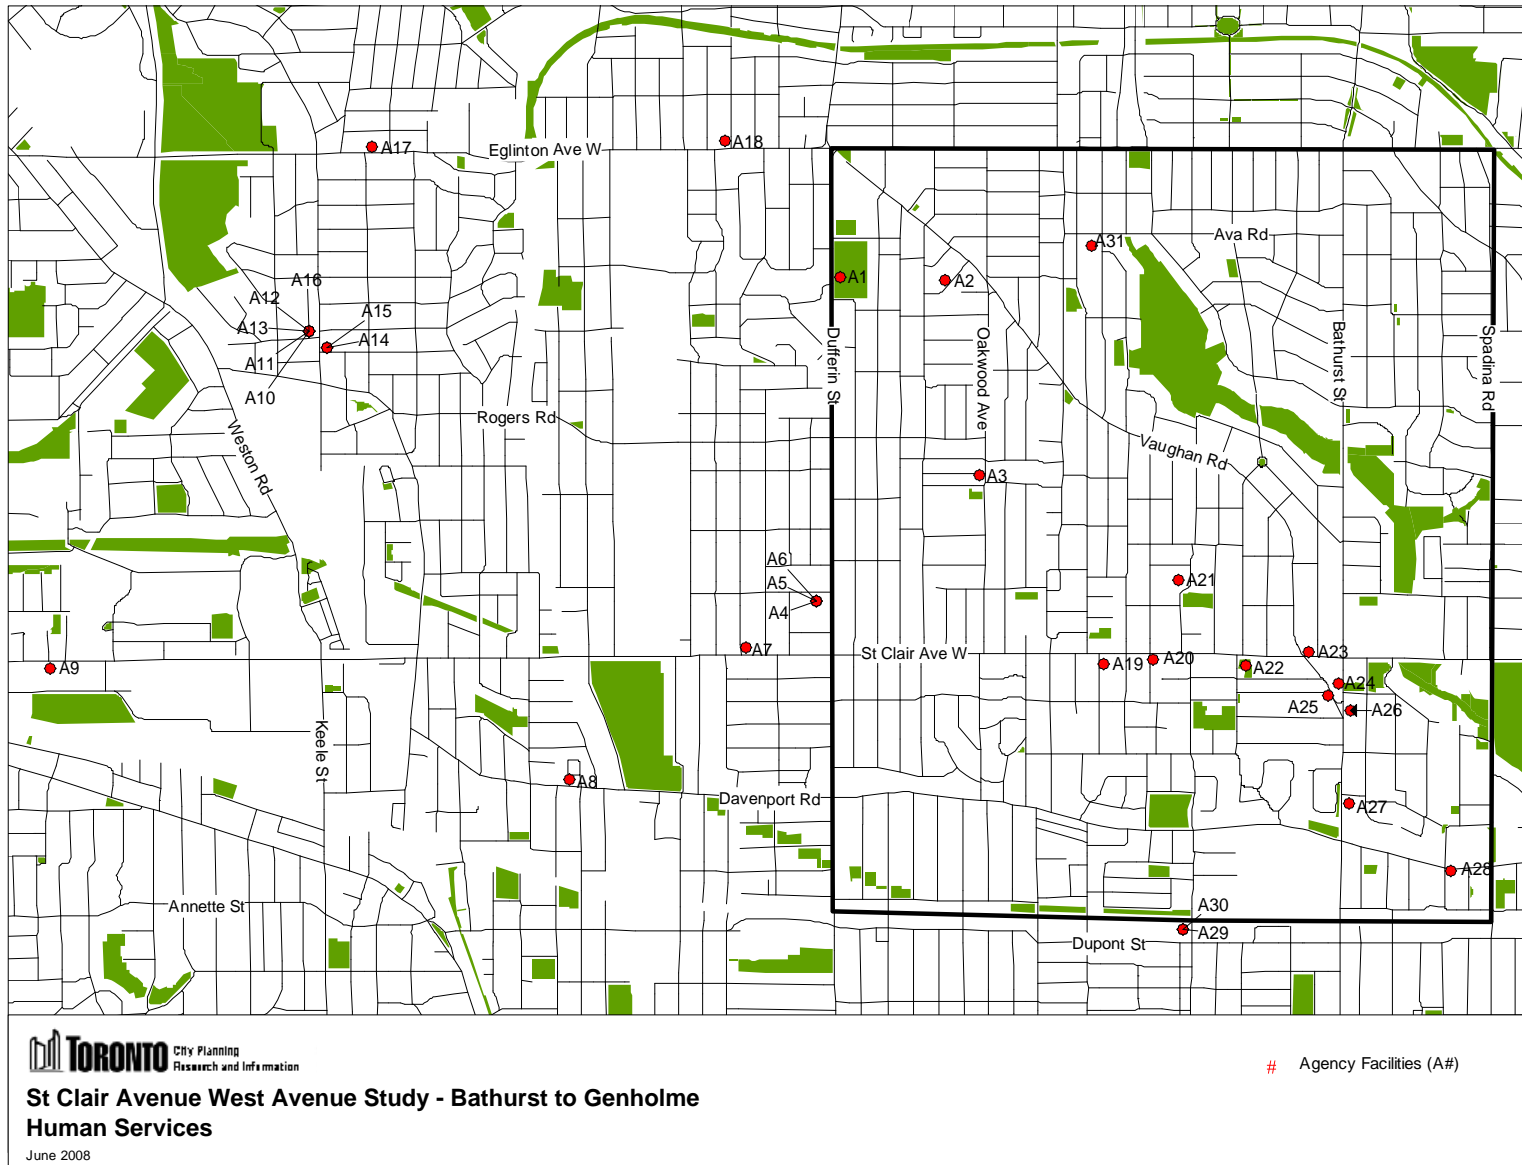 A17
Eglinton Ave W
A18
Ava Rd
A31
A16
A1
A2
A12
A15
A13
A14
A11
A10
Dufferin St
Oakwood Ave
Bathurst St
Spadina Rd
Rogers Rd
Weston Rd
Vaughan Rd
A3
A6
A5
A4
A21
A7
St Clair Ave W
A23
A9
A19
A20
A22
A24
A25
A26
Keele St
A8
Davenport Rd
A27
A28
Annette St
A30
A29
Dupont St
TORONTO City Planning
Research and Information
# Agency Facilities (A#)
St Clair Avenue West Avenue Study - Bathurst to Genholme
Human Services
June 2008